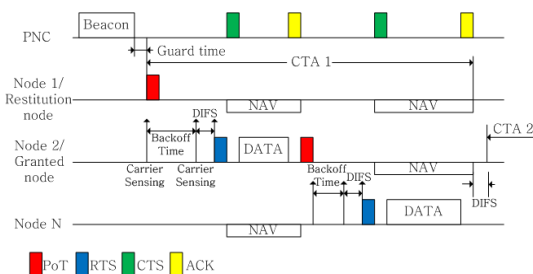 Beacon
PNC
Guard time
CTA 1
Node 1/
Restitution
node
NAV
NAV
DIFS
Backoff
Time
Node 2/
Granted
node
DATA
CTA 2
Carrier
Sensing
Carrier
Sensing
Backoff
Time
DIFS
NAV
DIFS
Node N
DATA
NAV
PoT
RTS
CTS
ACK